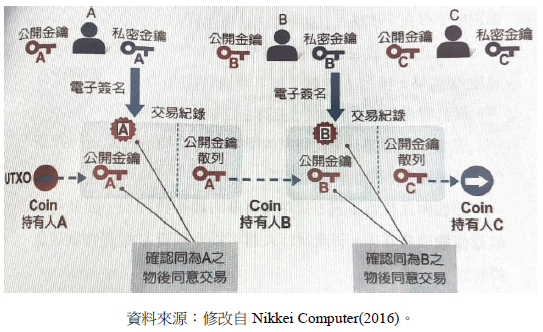 A
公開金鑰
A
私密金鑰
A
B
公開金鑰
B
私密金鑰
B
C
公開金鑰
C
私密金鑰
C
電子簽名
交易紀錄
電子簽名
交易紀錄
A
公開金鑰
A
公開金鑰
散列
A
B
公開金鑰
B
公開金鑰
散列
C
UTXO
Coin
持有人A
Coin
持有人B
Coin
持有人C
確認同為A之
物後同意交易
確認同為B之
物後同意交易
資料來源：修改自 Nikkei Computer(2016)。